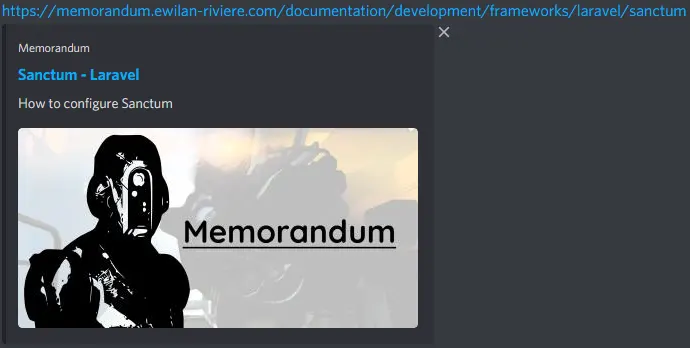 https://memorandum.ewilan-riviere.com/documentation/development/frameworks/laravel/sanctum
Memorandum
Sanctum - Laravel
How to configure Sanctum
Memorandum